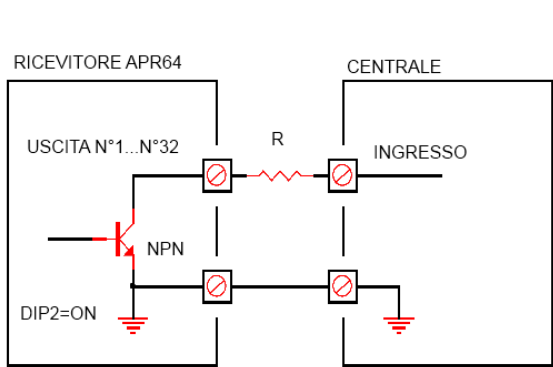 RICEVITORE APR64
CENTRALE
USCITA N°1...N°32
R
INGRESSO
NPN
DIP2=ON